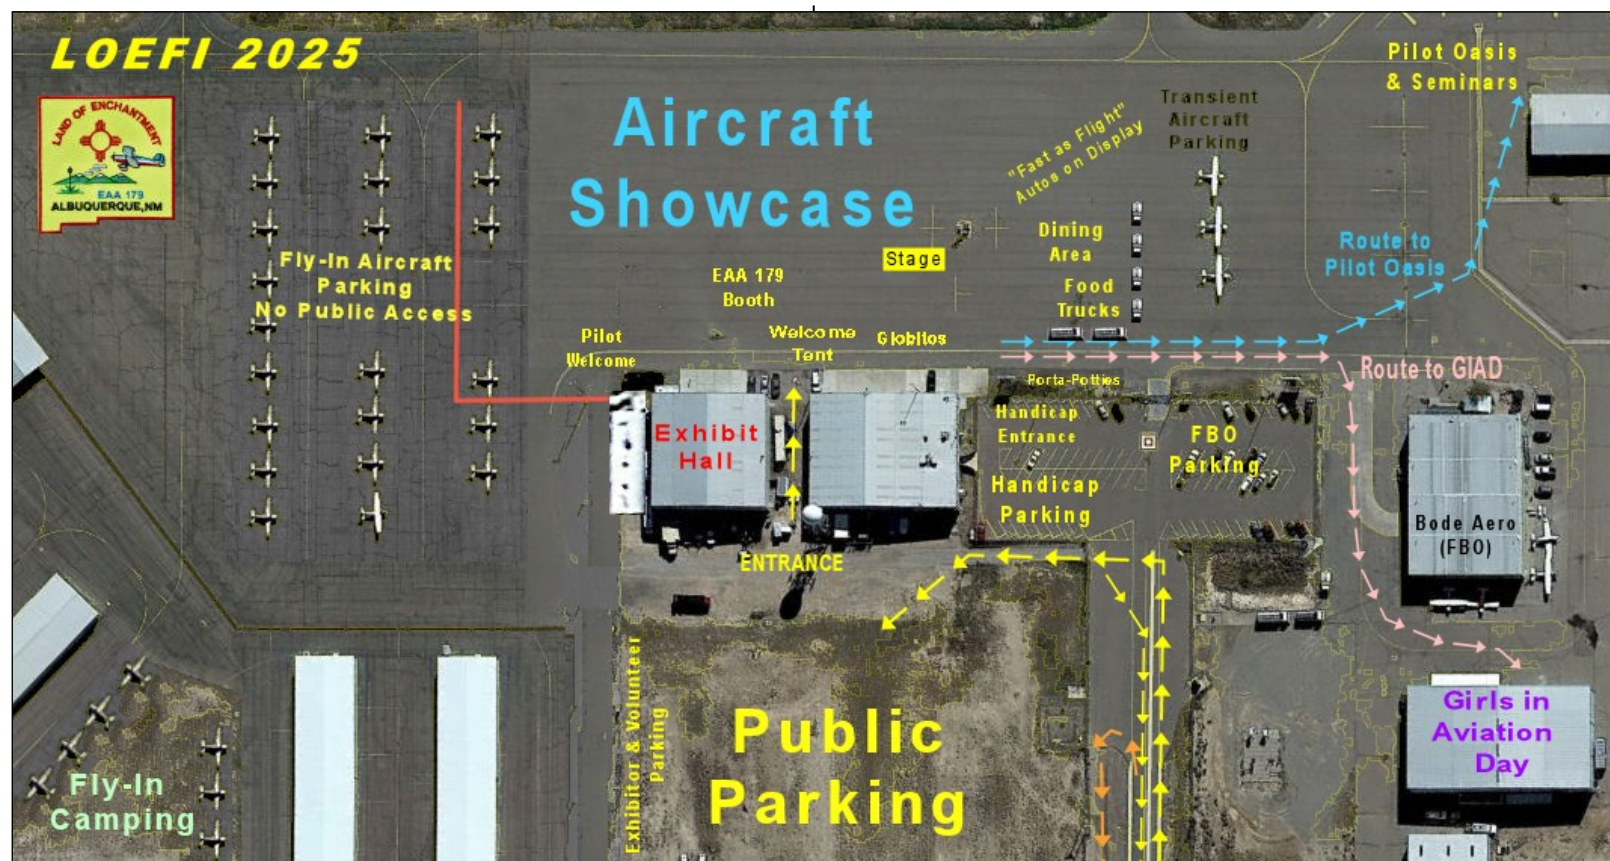 LOEFI 2025
LAND OF ENCHANTMENT
EAA 179
ALBUQUERQUE,NM
Aircraft
Showcase
"Fast as Flight"
Autos on Display
Transient
Aircraft
Parking
Pilot Oasis
& Seminars
Fly-In Aircraft
Parking
No Public Access
EAA 179
Booth
Stage
Dining
Area
Food
Trucks
Route to
Pilot Oasis
Pilot
Welcome
Welcome
Tent
Globitos
Porta-Potties
Route to GIAD
Exhibit
Hall
Handicap
Entrance
FBO
Parking
Handicap
Parking
Bode Aero
(FBO)
ENTRANCE
Exhibitor & Volunteer
Parking
Public
Parking
Girls in
Aviation
Day
Fly-In
Camping